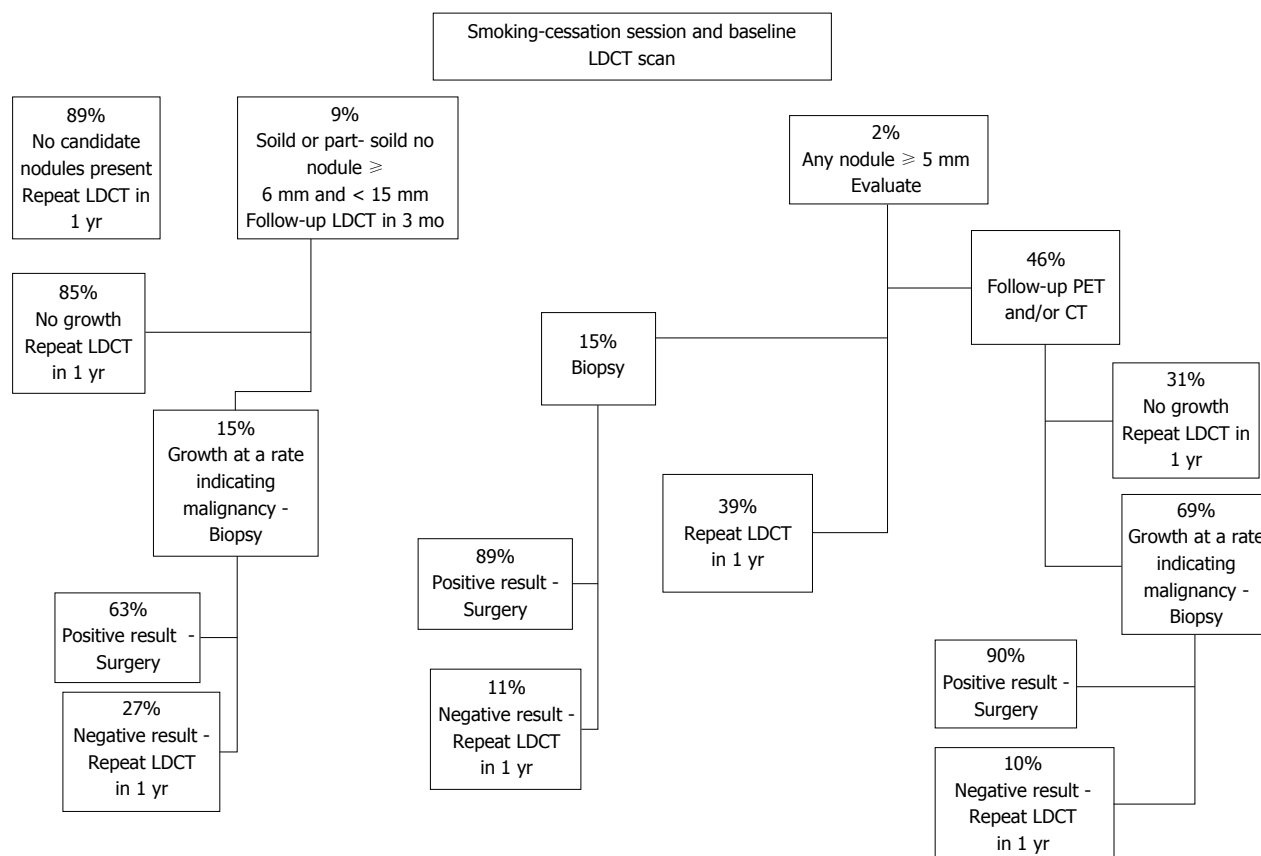 Smoking-cessation session and baseline
LDCT scan
89%
No candidate
nodules present
Repeat LDCT in
1 yr
9%
Soild or part- soild no
nodule ≥
6 mm and < 15 mm
Follow-up LDCT in 3 mo
2%
Any nodule ≥ 5 mm
Evaluate
85%
No growth
Repeat LDCT
in 1 yr
15%
Growth at a rate
indicating
malignancy -
Biopsy
63%
Positive result -
Surgery
27%
Negative result -
Repeat LDCT
in 1 yr
15%
Biopsy
89%
Positive result -
Surgery
11%
Negative result -
Repeat LDCT
in 1 yr
39%
Repeat LDCT
in 1 yr
46%
Follow-up PET
and/or CT
31%
No growth
Repeat LDCT in
1 yr
69%
Growth at a rate
indicating
malignancy -
Biopsy
90%
Positive result -
Surgery
10%
Negative result -
Repeat LDCT
in 1 yr